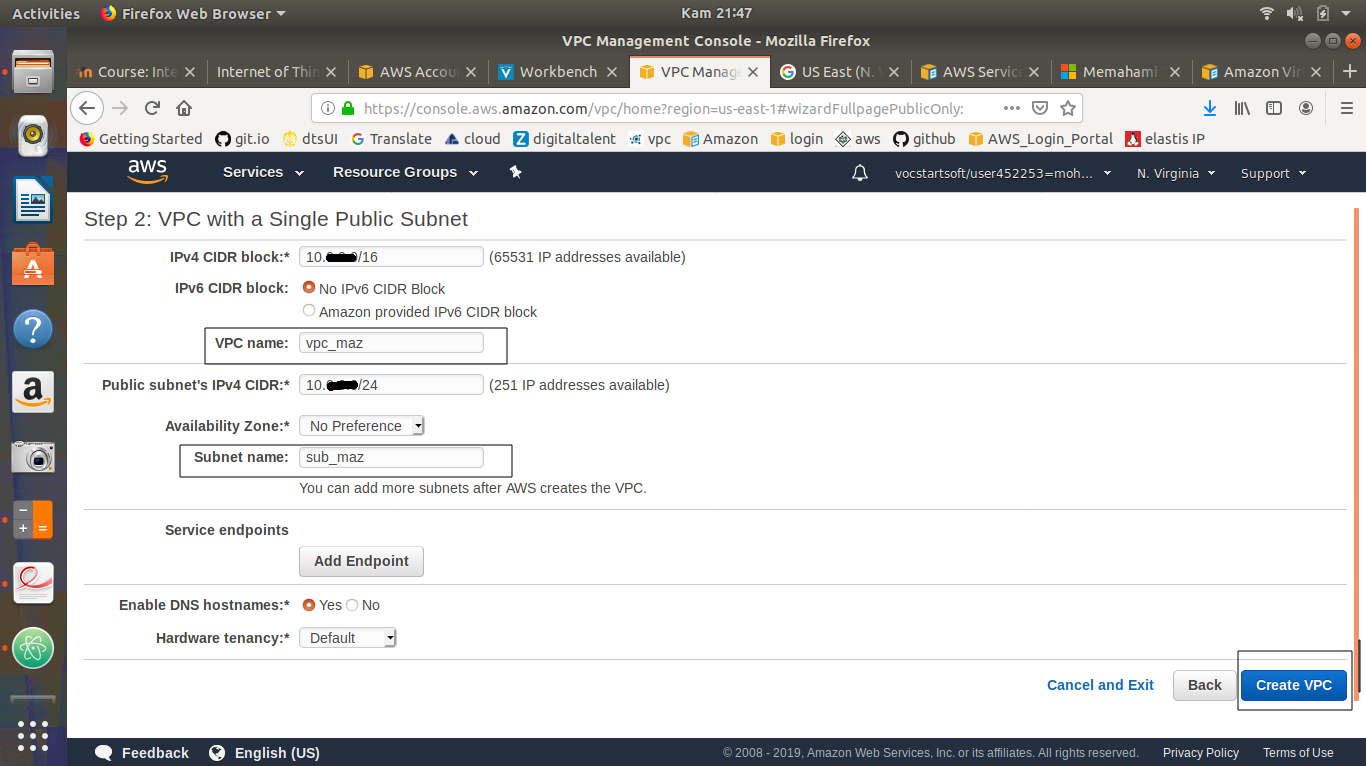 Activities Firefox Web Browser Kam 21:47
VPC Management Console - Mozilla Firefox
Course: Inte Internet of Thin AWS Accou Workbench VPC Manag US East (N. V AWS Servic Memahami Amazon Vir
https://console.aws.amazon.com/vpc/home?region=us-east-1#wizardFullpagePublicOnly:
Getting Started git.io dtsUI Translate cloud digitaltalent vpc Amazon login aws github AWS_Login_Portal elastis IP
aws Services Resource Groups vocstartsoft/user452253=moh... N. Virginia Support
Step 2: VPC with a Single Public Subnet
IPv4 CIDR block:* 10. /16 (65531 IP addresses available)
IPv6 CIDR block: No IPv6 CIDR Block
Amazon provided IPv6 CIDR block
VPC name: vpc_maz
Public subnet's IPv4 CIDR:* 10. /24 (251 IP addresses available)
Availability Zone:* No Preference
Subnet name: sub_maz
You can add more subnets after AWS creates the VPC.
Service endpoints
Add Endpoint
Enable DNS hostnames:* Yes No
Hardware tenancy:* Default
Cancel and Exit Back Create VPC
Feedback English (US) © 2008 - 2019, Amazon Web Services, Inc. or its affiliates. All rights reserved. Privacy Policy Terms of Use